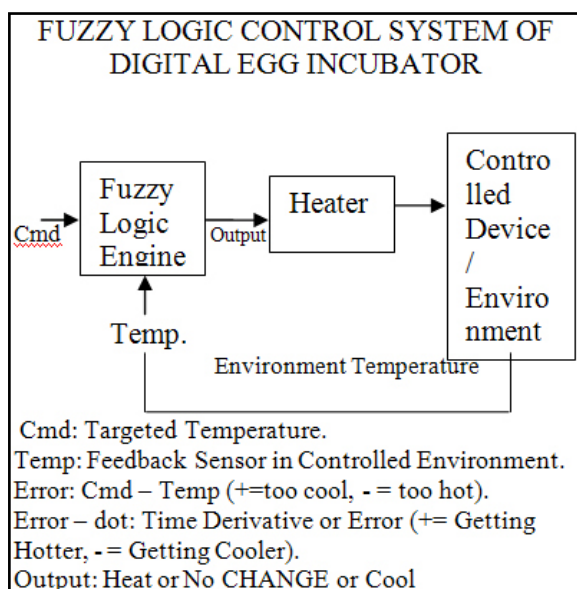 FUZZY LOGIC CONTROL SYSTEM OF
DIGITAL EGG INCUBATOR
Fuzzy
Logic
Engine
Cmd
Output
Heater
Contro
lled
Device
/
Enviro
nment
Temp.
Environment Temperature
Cmd: Targeted Temperature.
Temp: Feedback Sensor in Controlled Environment.
Error: Cmd – Temp (+=too cool, - = too hot).
Error – dot: Time Derivative or Error (+= Getting
Hotter, - = Getting Cooler).
Output: Heat or No CHANGE or Cool